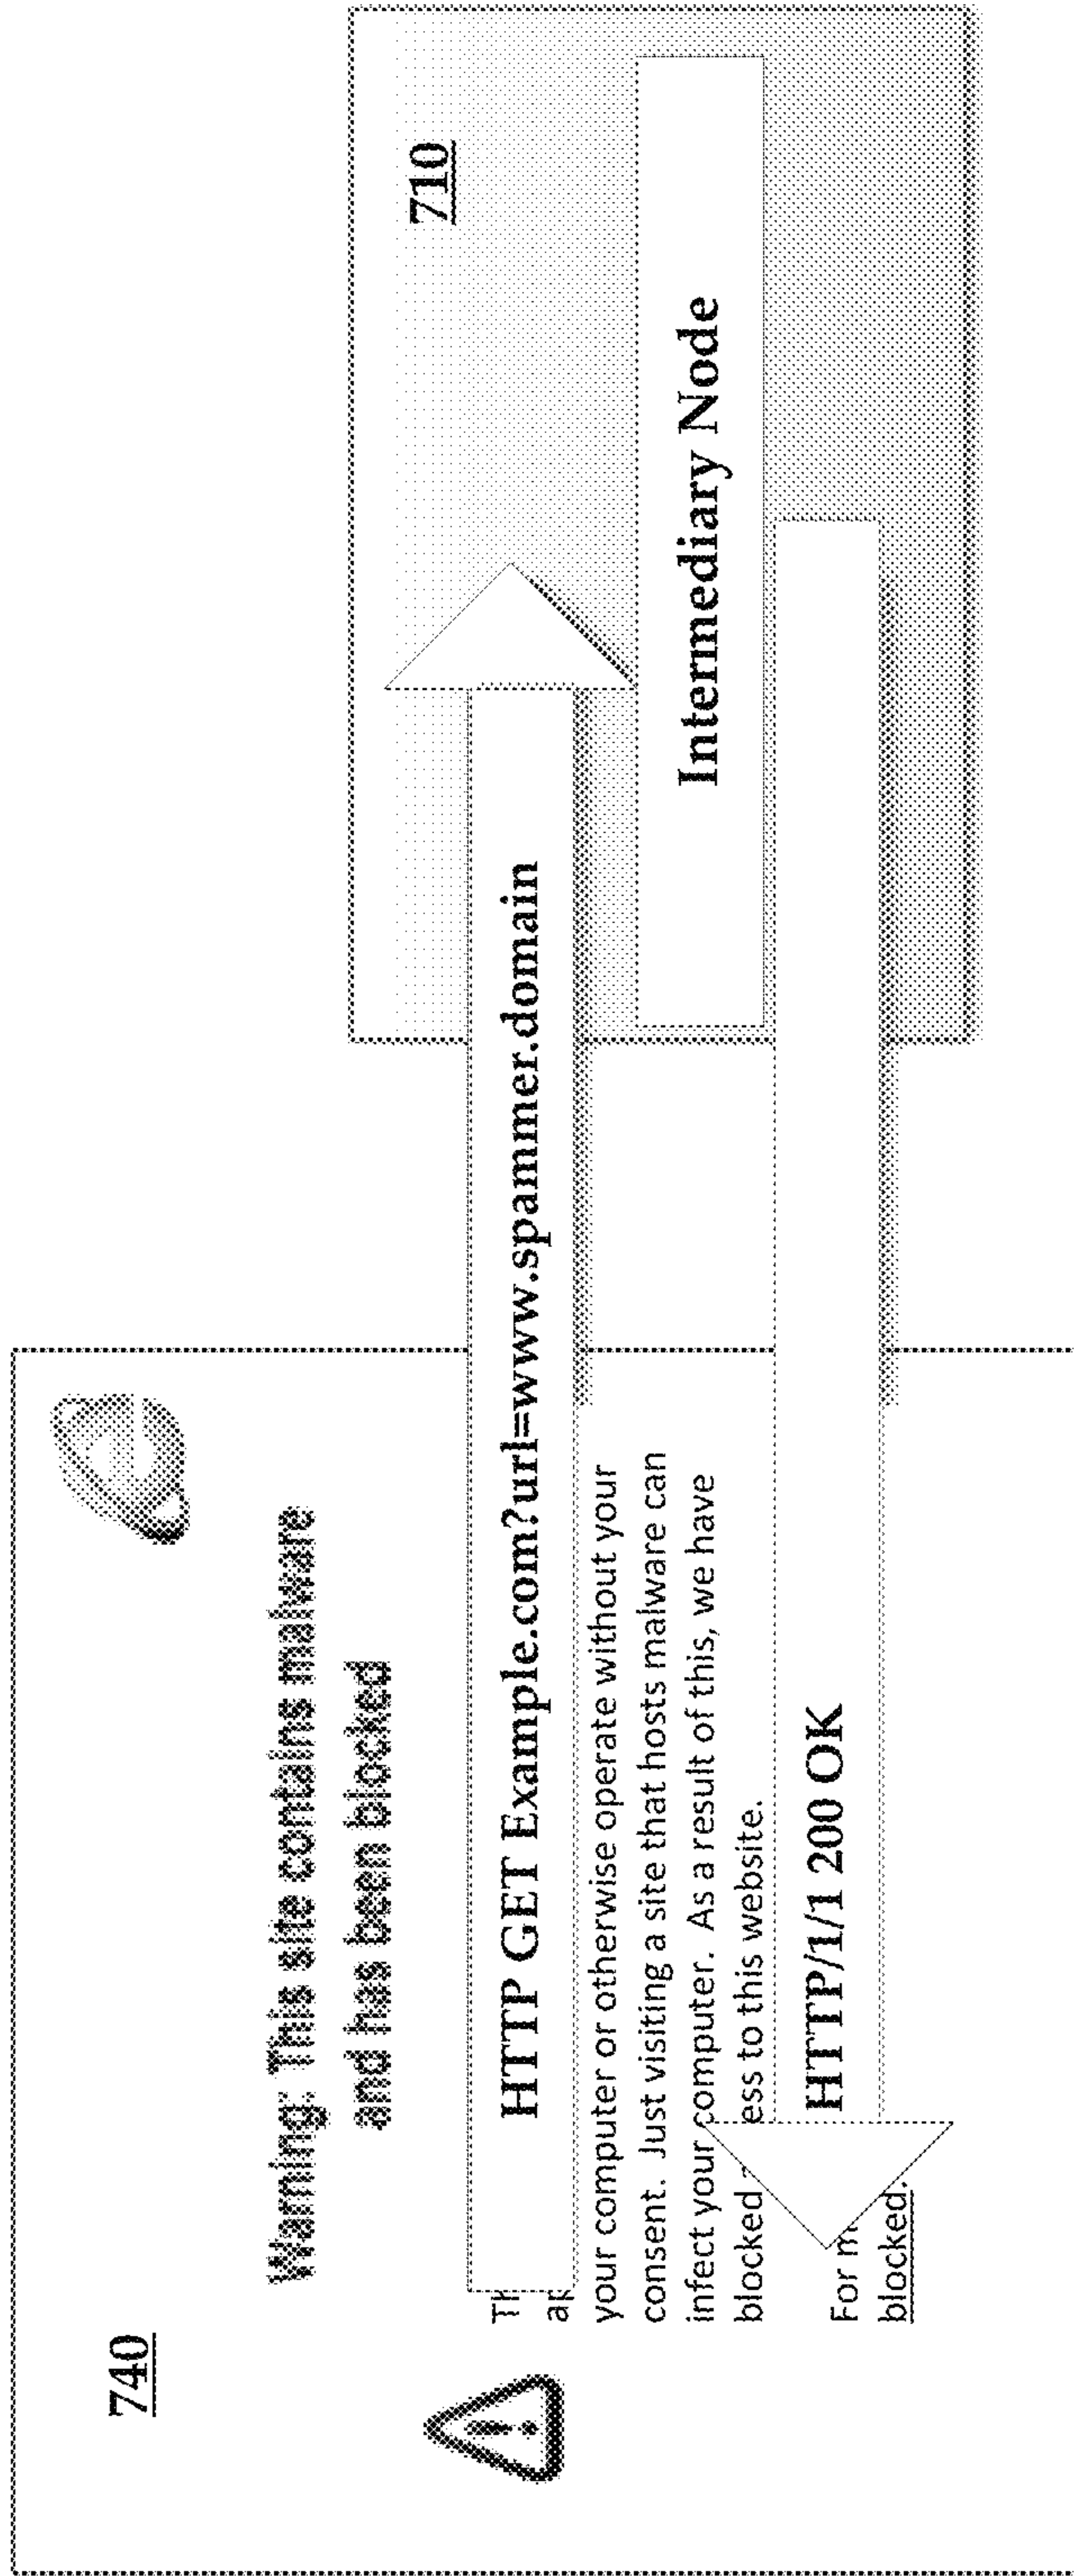 740
Warning: This site contains malware
and has been blocked
HTTP GET Example.com?url=www.spammer.domain
your computer or otherwise operate without your
consent. Just visiting a site that hosts malware can
infect your computer. As a result of this, we have
blocked ess to this website.
HTTP/1/1 200 OK
For m
blocked.
710
Intermediary Node